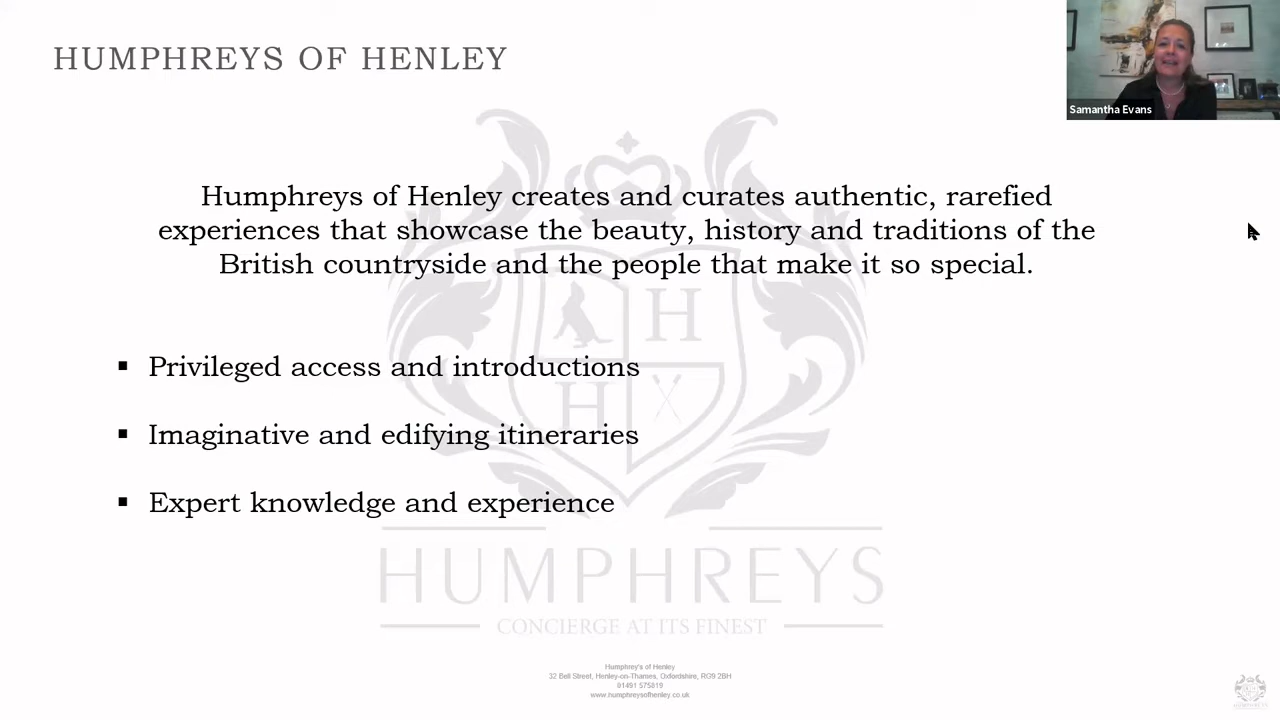 HUMPHREYS OF HENLEY
Samantha Evans
Humphreys of Henley creates and curates authentic, rarefied
experiences that showcase the beauty, history and traditions of the
British countryside and the people that make it so special.
H
▪ Privileged access and introductions
H
▪ Imaginative and edifying itineraries
▪ Expert knowledge and experience
HUMPHREYS
CONCIERGE AT ITS FINEST
Humphrey's of Henley
32 Bell Street, Henley-on-Thames, Oxfordshire, RG9 2BH
01491 575819
www.humphreysofhenley.co.uk
HUMPHREYS